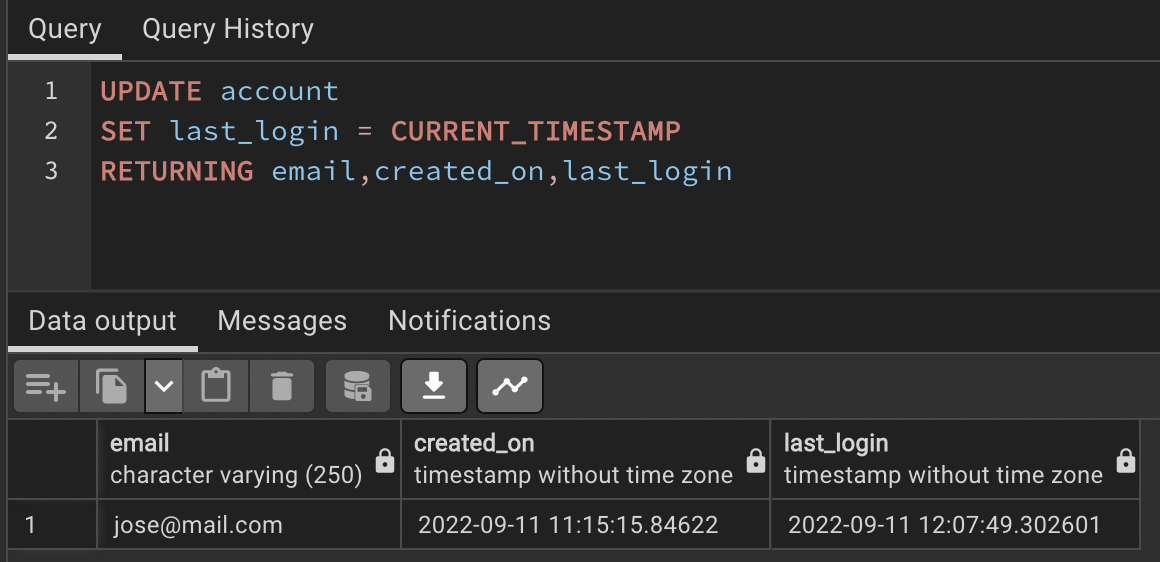 Query Query History
1 UPDATE account
2 SET last_login = CURRENT_TIMESTAMP
3 RETURNING email,created_on,last_login
Data output Messages Notifications
email created_on last_login
character varying (250) timestamp without time zone timestamp without time zone
1 jose@mail.com 2022-09-11 11:15:15.84622 2022-09-11 12:07:49.302601